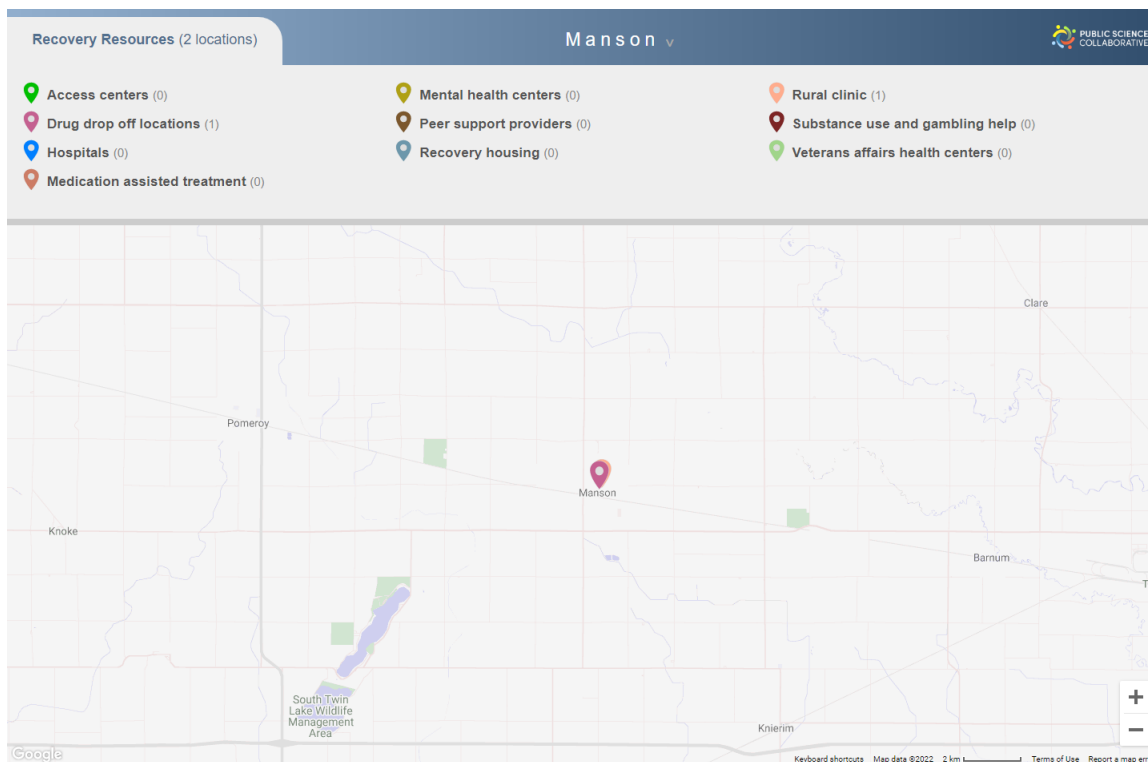 Recovery Resources (2 locations)
Manson v
PUBLIC SCIENCE
COLLABORATIVE
Access centers (0)
Drug drop off locations (1)
Hospitals (0)
Medication assisted treatment (0)
Mental health centers (0)
Peer support providers (0)
Recovery housing (0)
Rural clinic (1)
Substance use and gambling help (0)
Veterans affairs health centers (0)
Clare
Pomeroy
Manson
Knoke
Barnum
T
South Twin
Lake Wildlife
Management
Area
Knierim
+
−
Google
Keyboard shortcuts Map data ©2022 2 km Terms of Use Report a map err